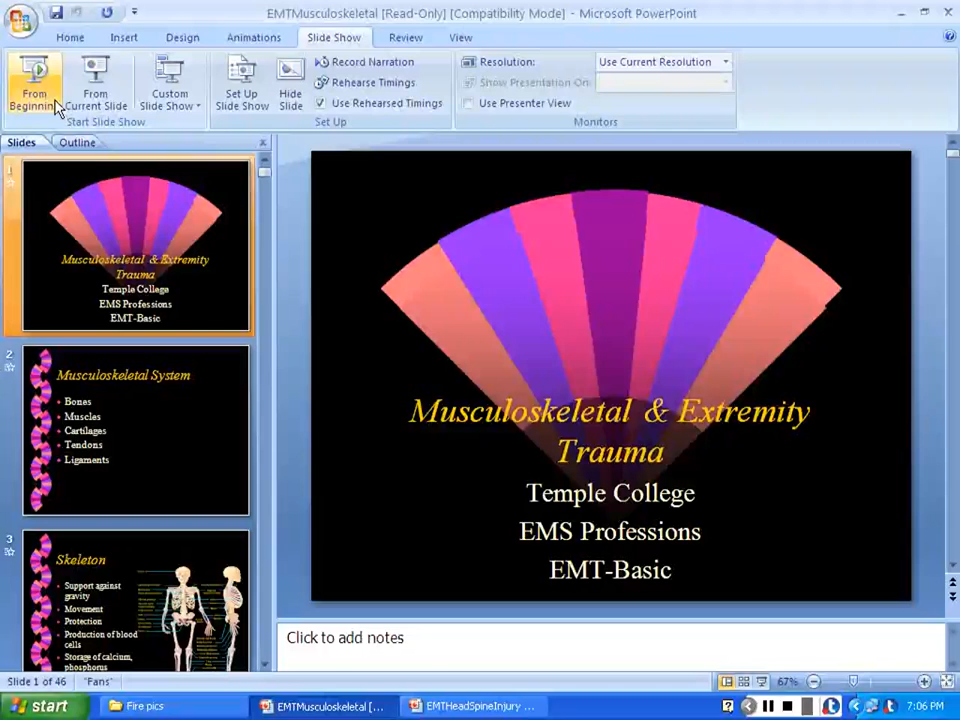 EMTMusculoskeletal [Read-Only] [Compatibility Mode] - Microsoft PowerPoint
Home Insert Design Animations Slide Show Review View
From Beginning
From Current Slide
Custom Slide Show
Start Slide Show
Set Up Slide Show
Hide Slide
Record Narration
Rehearse Timings
Use Rehearsed Timings
Set Up
Resolution: Use Current Resolution
Show Presentation On:
Use Presenter View
Monitors
Slides Outline
1
Musculoskeletal & Extremity
Trauma
Temple College
EMS Professions
EMT-Basic
2
Musculoskeletal System
Bones
Muscles
Cartilages
Tendons
Ligaments
3
Skeleton
Support against
gravity
Movement
Protection
Production of blood
cells
Storage of calcium,
phosphorus
Musculoskeletal & Extremity
Trauma
Temple College
EMS Professions
EMT-Basic
Click to add notes
Slide 1 of 46 "Fans" 67%
start Fire pics EMTMusculoskeletal [... EMTHeadSpineInjury ... 7:06 PM